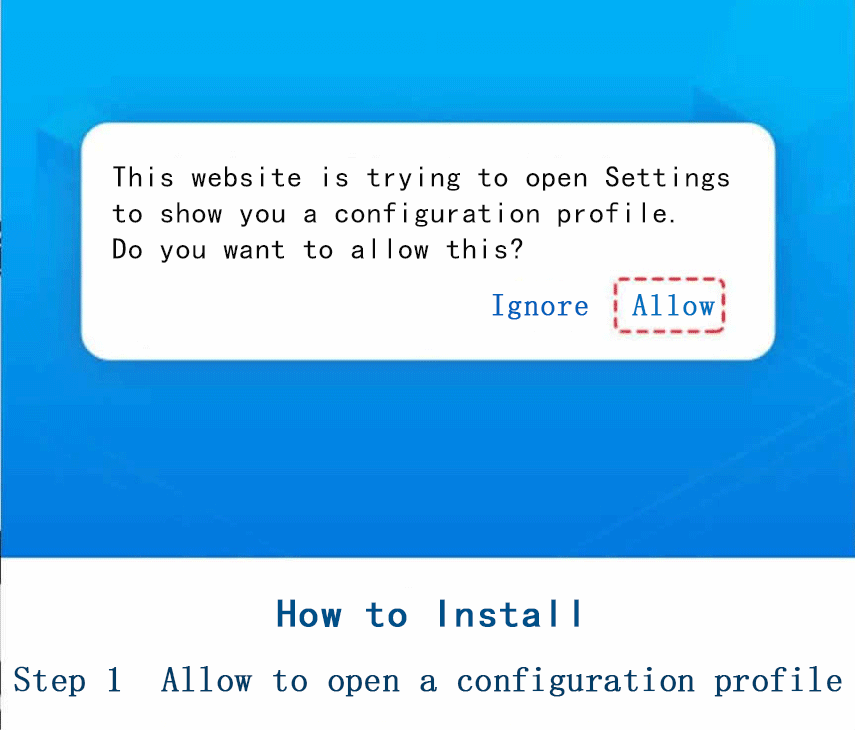 This website is trying to open Settings
to show you a configuration profile.
Do you want to allow this?
Ignore Allow
How to Install
Step 1 Allow to open a configuration profile